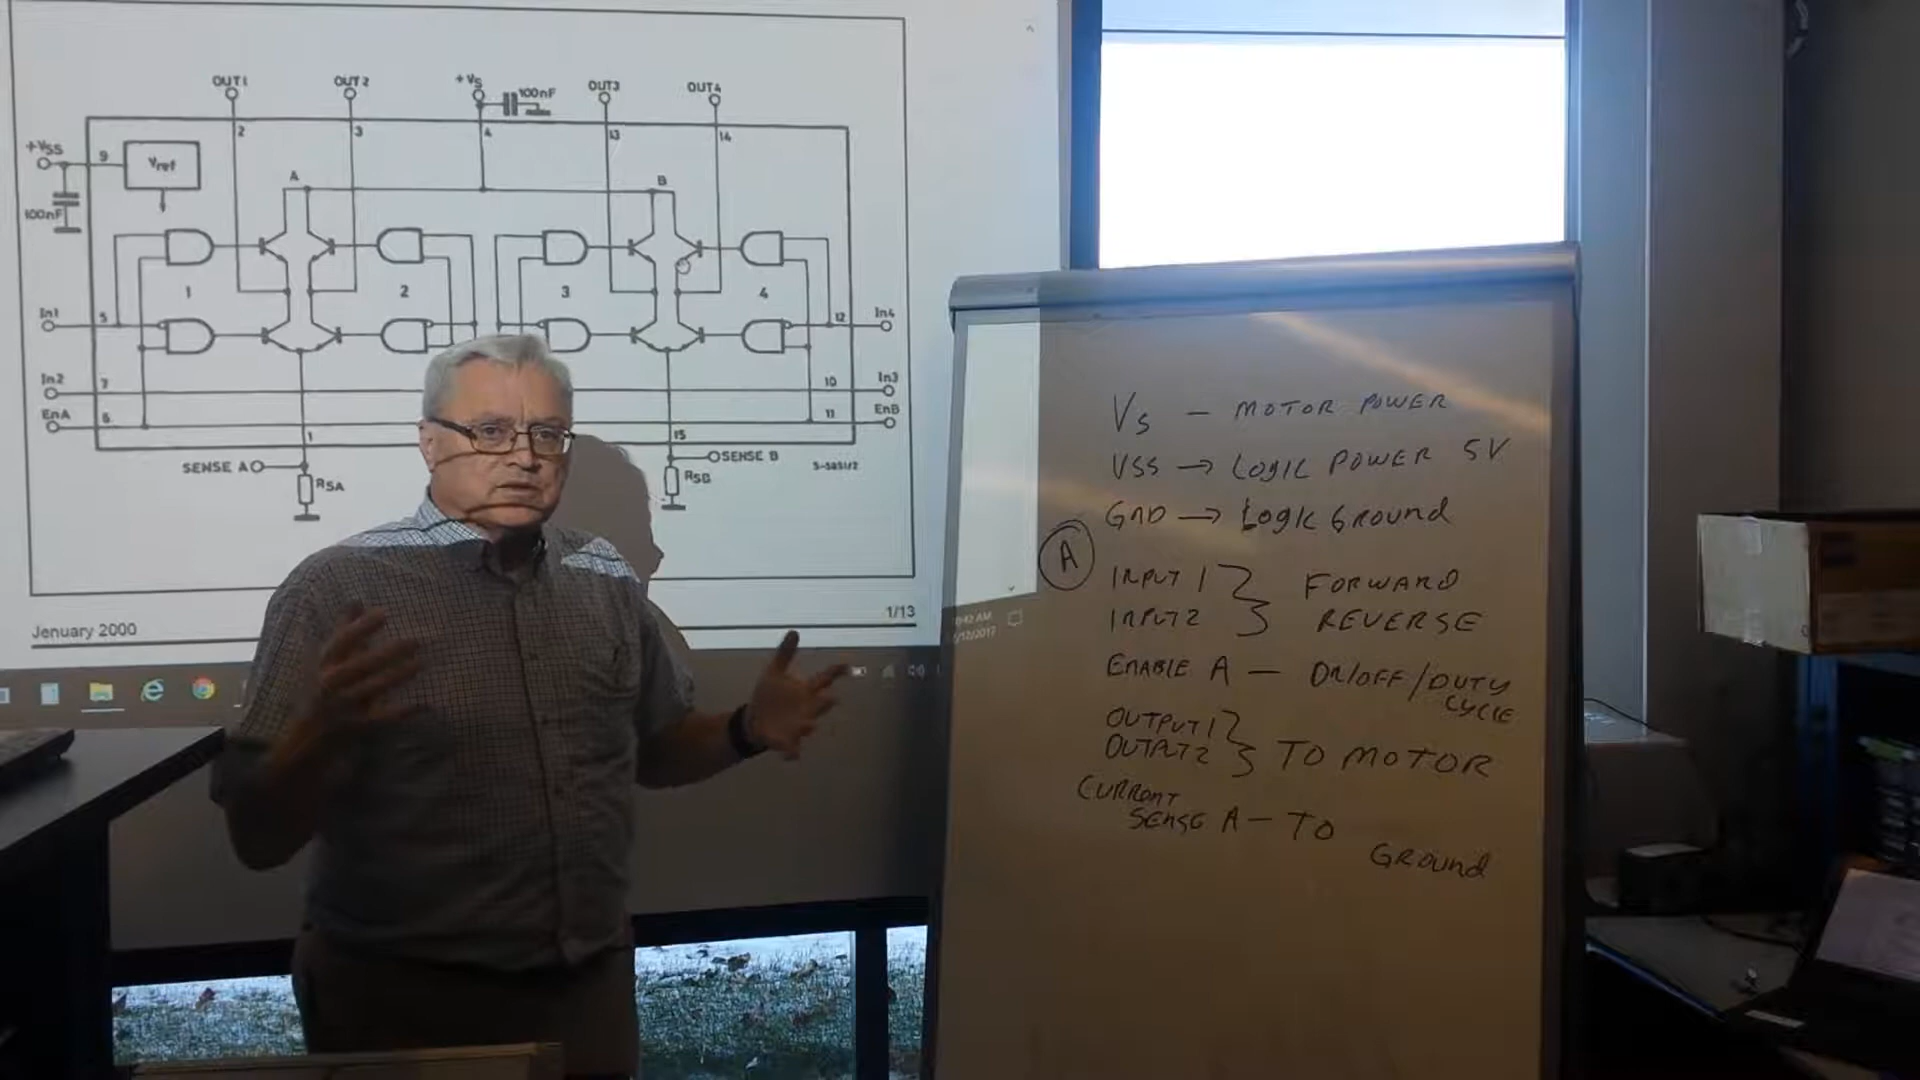 OUT1 OUT2 +VS 100nF OUT3 OUT4
2 3 4 13 14
+VSS 9 Vref
A B
100nF
1 2 3 4
In1 5 12 In4
In2 7 10 In3
EnA 6 11 EnB
1 15
SENSE A RSA RSB SENSE B S-5851/2
Jenuary 2000 1/13
VS - MOTOR POWER
VSS → LOGIC POWER 5V
GND → LOGIC GROUND
A
INPUT 1 } FORWARD
INPUT 2 } REVERSE
ENABLE A - ON/OFF/DUTY
CYCLE
OUTPUT 1 }
OUTPUT 2 } TO MOTOR
CURRENT
SENSE A - TO
GROUND